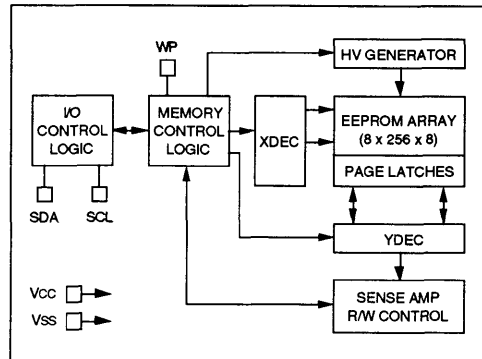 WP
HV GENERATOR
I/O
CONTROL
LOGIC
MEMORY
CONTROL
LOGIC
XDEC
EEPROM ARRAY
(8 x 256 x 8)
PAGE LATCHES
SDA
SCL
YDEC
VCC
VSS
SENSE AMP
R/W CONTROL